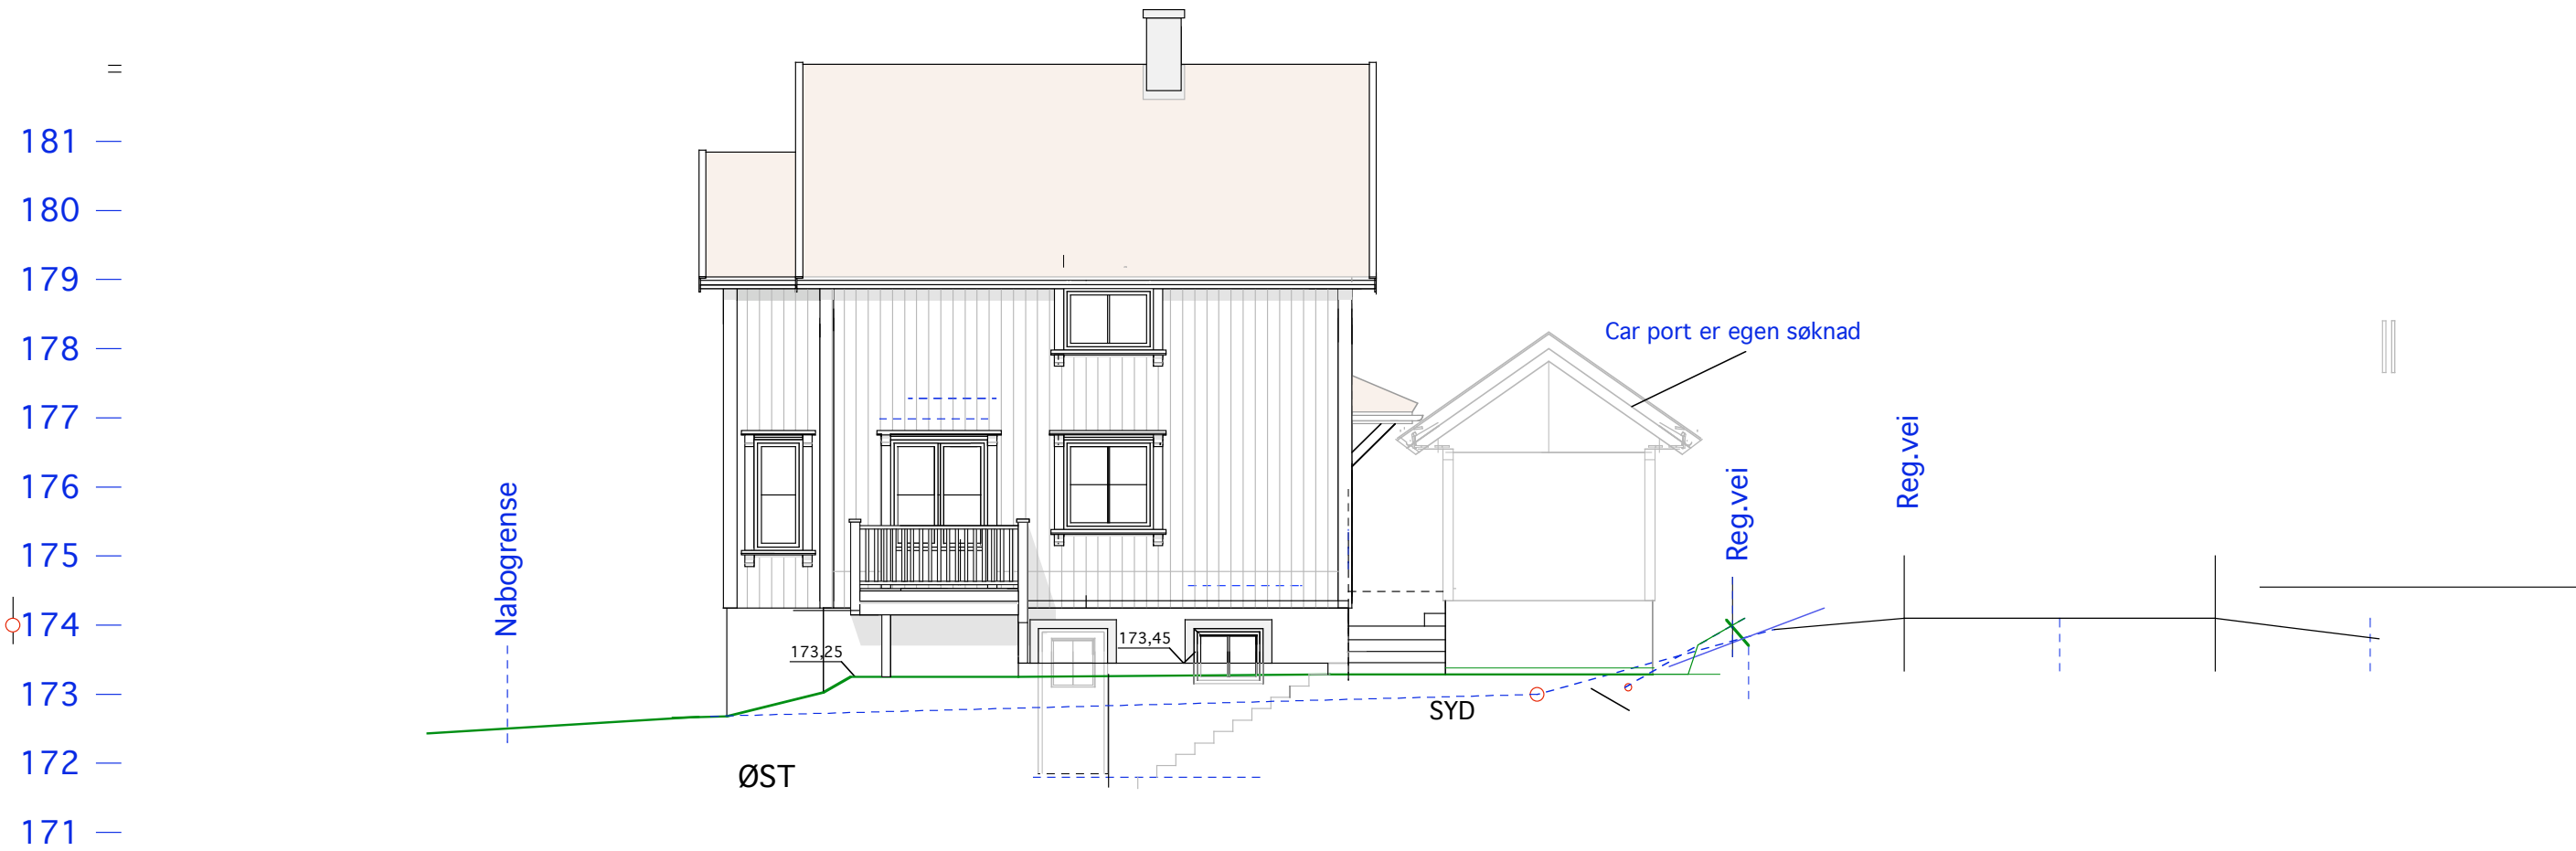 181
180
179
178
177
176
175
174
173
172
171
Car port er egen søknad
Nabogrense
Reg.vei
Reg.vei
173,25
173,45
SYD
ØST